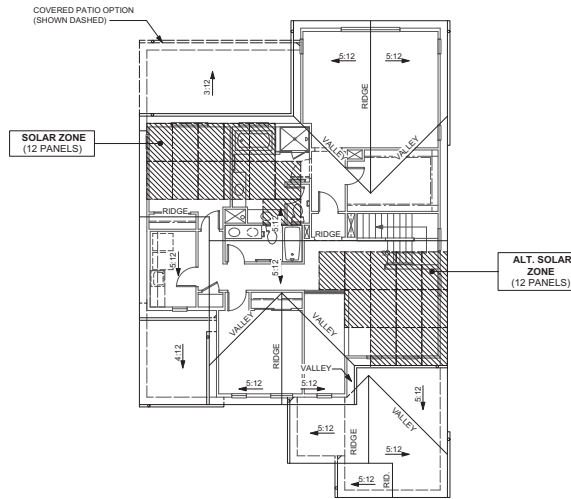 COVERED PATIO OPTION
(SHOWN DASHED)
5:12
5:12
RIDGE
3:12
SOLAR ZONE
(12 PANELS)
VALLEY
VALLEY
RIDGE
5:12
RIDGE
5:12
5:12
ALT. SOLAR
ZONE
(12 PANELS)
VALLEY
VALLEY
RIDGE
4:12
VALLEY
5:12
5:12
5:12
VALLEY
5:12
RIDGE
5:12
5:12
RID.